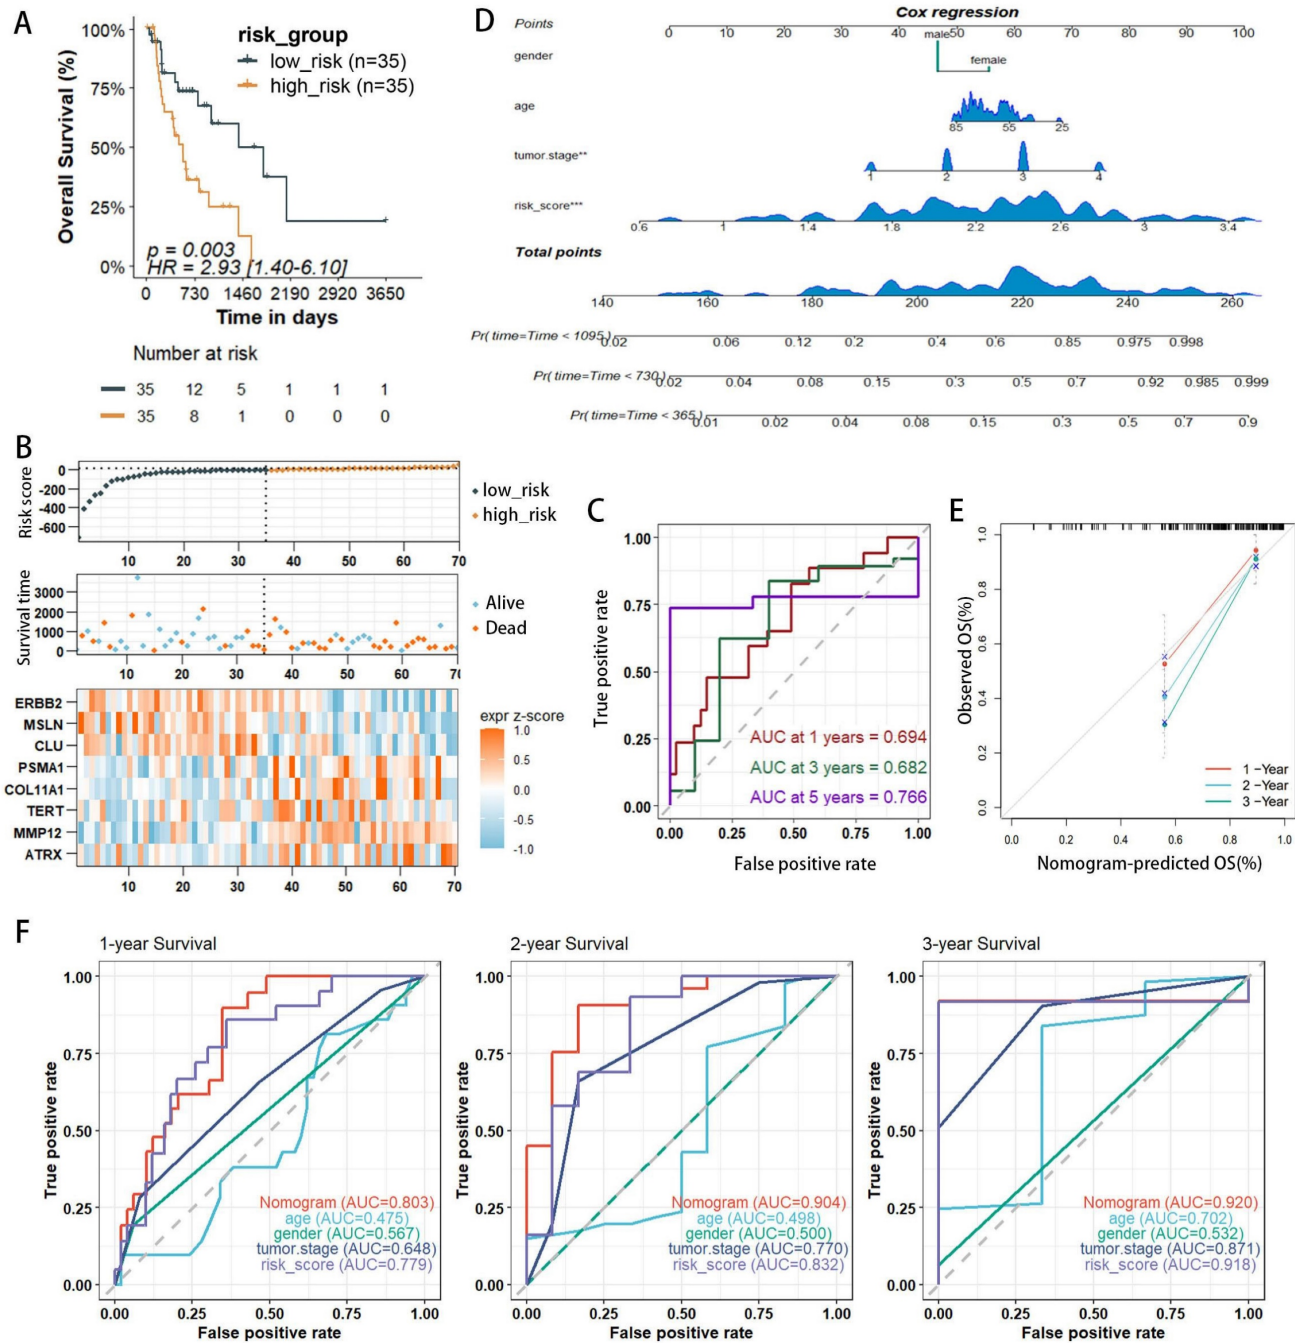 A
100%
75%
50%
25%
0%
Overall Survival (%)
risk_group
low_risk (n=35)
high_risk (n=35)
p = 0.003
HR = 2.93 [1.40-6.10]
0 730 1460 2190 2920 3650
Time in days
Number at risk
35 12 5 1 1 1
35 8 1 0 0 0
D
Cox regression
Points
0 10 20 30 40 50 60 70 80 90 100
gender
male
female
age
85 55 25
tumor.stage**
1 2 3 4
risk_score***
0.6 1 1.4 1.8 2.2 2.6 3 3.4
Total points
140 160 180 200 220 240 260
Pr( time=Time < 1095)
0.02 0.06 0.12 0.2 0.4 0.6 0.85 0.975 0.998
Pr( time=Time < 730)
0.02 0.04 0.08 0.15 0.3 0.5 0.7 0.92 0.985 0.999
Pr( time=Time < 365)
0.01 0.02 0.04 0.08 0.15 0.3 0.5 0.7 0.9
B
Risk score
0
-200
-400
-600
10 20 30 40 50 60 70
low_risk
high_risk
Survival time
3000
2000
1000
0
10 20 30 40 50 60 70
Alive
Dead
ERBB2
MSLN
CLU
PSMA1
COL11A1
TERT
MMP12
ATRX
10 20 30 40 50 60 70
expr z-score
1.0
0.5
0.0
-0.5
-1.0
C
True positive rate
1.00
0.75
0.50
0.25
0.00
AUC at 1 years = 0.694
AUC at 3 years = 0.682
AUC at 5 years = 0.766
0.00 0.25 0.50 0.75 1.00
False positive rate
E
Observed OS(%)
1.0
0.8
0.6
0.4
0.2
0.0
1 -Year
2 -Year
3 -Year
0.0 0.2 0.4 0.6 0.8 1.0
Nomogram-predicted OS(%)
F
1-year Survival
True positive rate
1.00
0.75
0.50
0.25
0.00
Nomogram (AUC=0.803)
age (AUC=0.475)
gender (AUC=0.567)
tumor.stage (AUC=0.648)
risk_score (AUC=0.779)
0.00 0.25 0.50 0.75 1.00
False positive rate
2-year Survival
True positive rate
1.00
0.75
0.50
0.25
0.00
Nomogram (AUC=0.904)
age (AUC=0.498)
gender (AUC=0.500)
tumor.stage (AUC=0.770)
risk_score (AUC=0.832)
0.00 0.25 0.50 0.75 1.00
False positive rate
3-year Survival
True positive rate
1.00
0.75
0.50
0.25
0.00
Nomogram (AUC=0.920)
age (AUC=0.702)
gender (AUC=0.532)
tumor.stage (AUC=0.871)
risk_score (AUC=0.918)
0.00 0.25 0.50 0.75 1.00
False positive rate